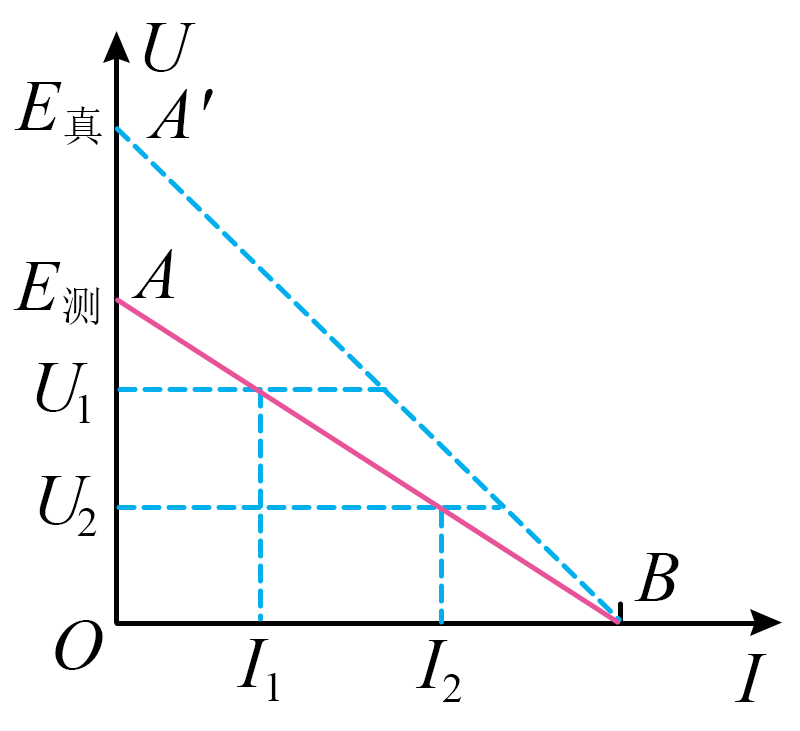 U
E真 A′
E测 A
U₁
U₂
B
O I₁ I₂ I